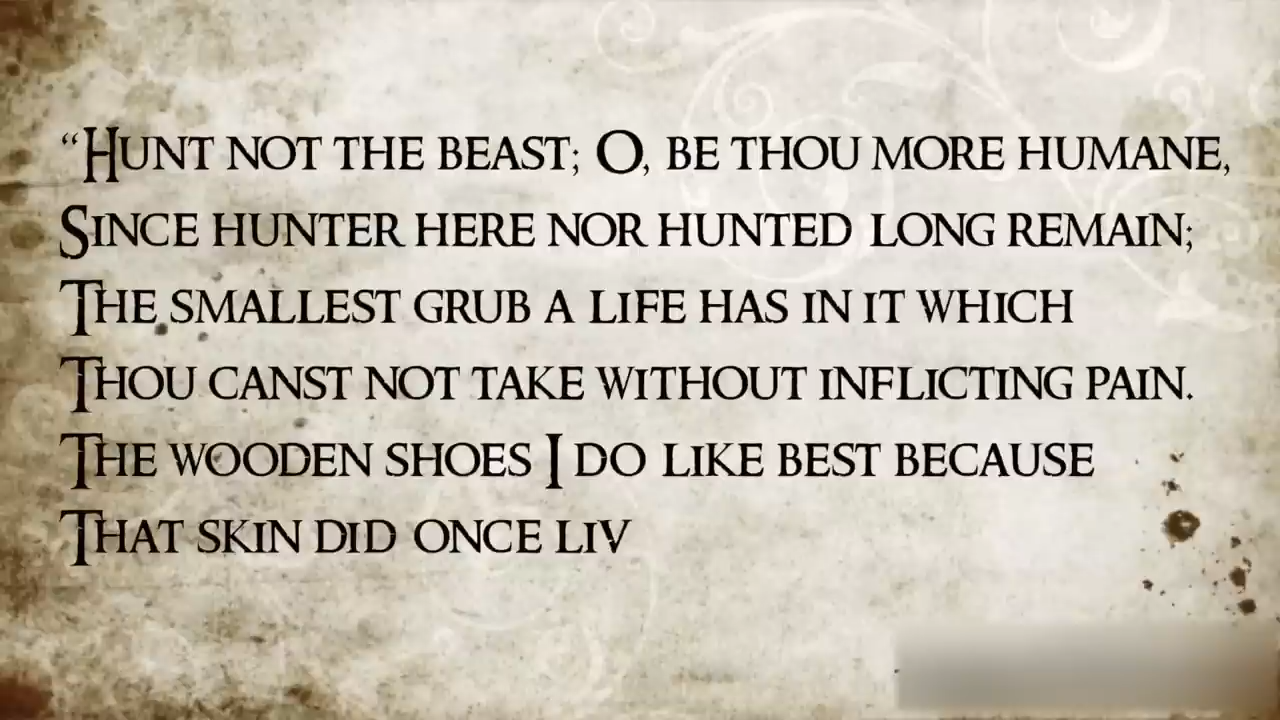 “Hunt not the beast; O, be thou more humane,
Since hunter here nor hunted long remain;
The smallest grub a life has in it which
Thou canst not take without inflicting pain.
The wooden shoes I do like best because
That skin did once liv